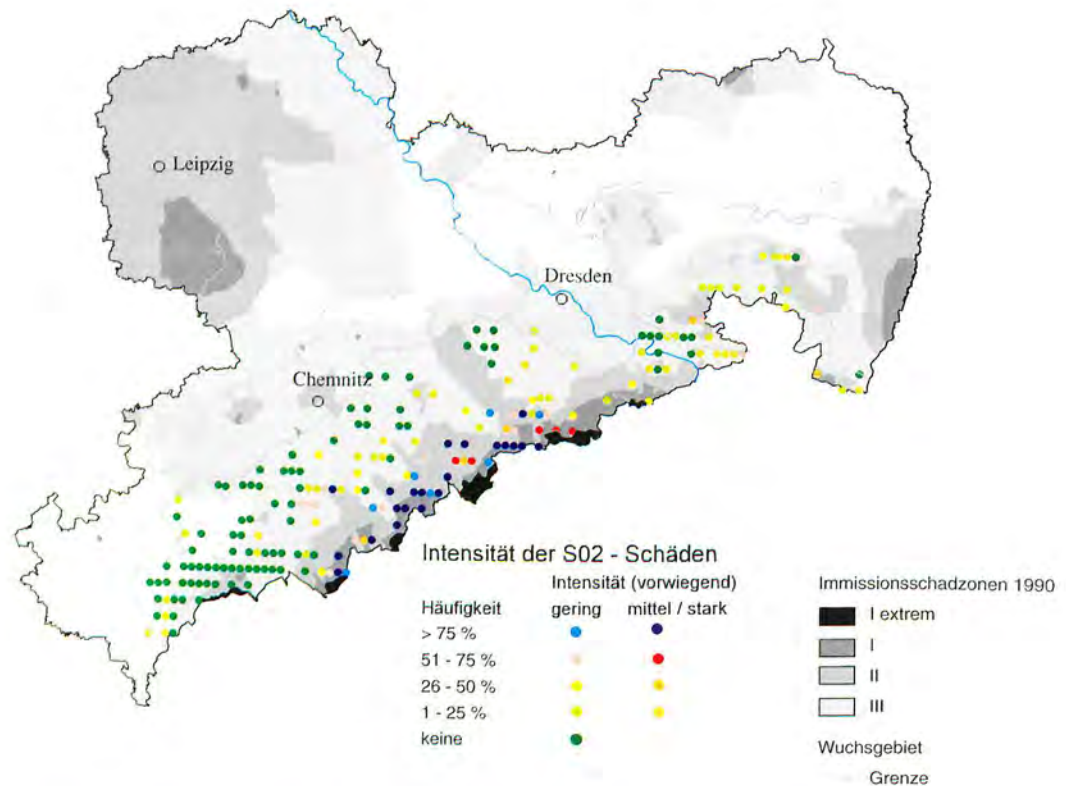 Leipzig
Dresden
Chemnitz
Intensität der S02 - Schäden
Intensität (vorwiegend)
Häufigkeit gering mittel / stark
> 75 %
51 - 75 %
26 - 50 %
1 - 25 %
keine
Immissionsschadzonen 1990
I extrem
I
II
III
Wuchsgebiet
Grenze